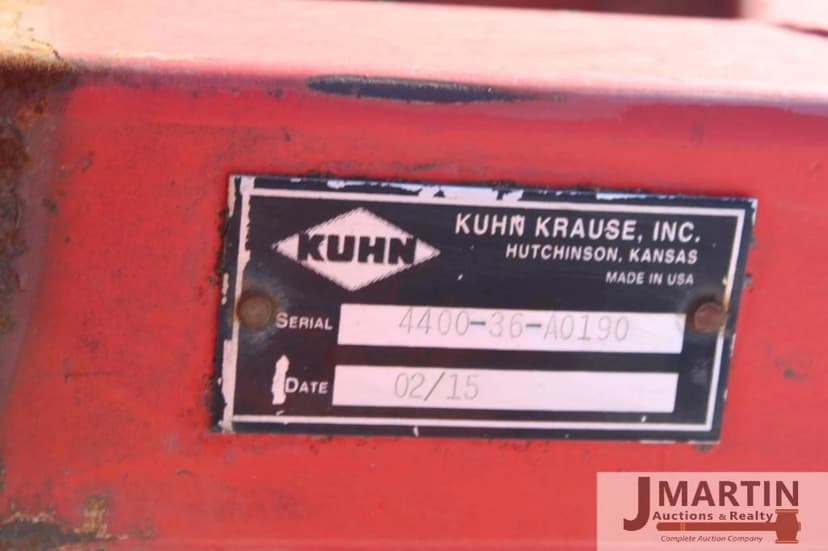 KUHN
KUHN KRAUSE, INC.
HUTCHINSON, KANSAS
MADE IN USA
SERIAL 4400-36-A0190
DATE 02/15
J MARTIN
Auctions & Realty
Complete Auction Company